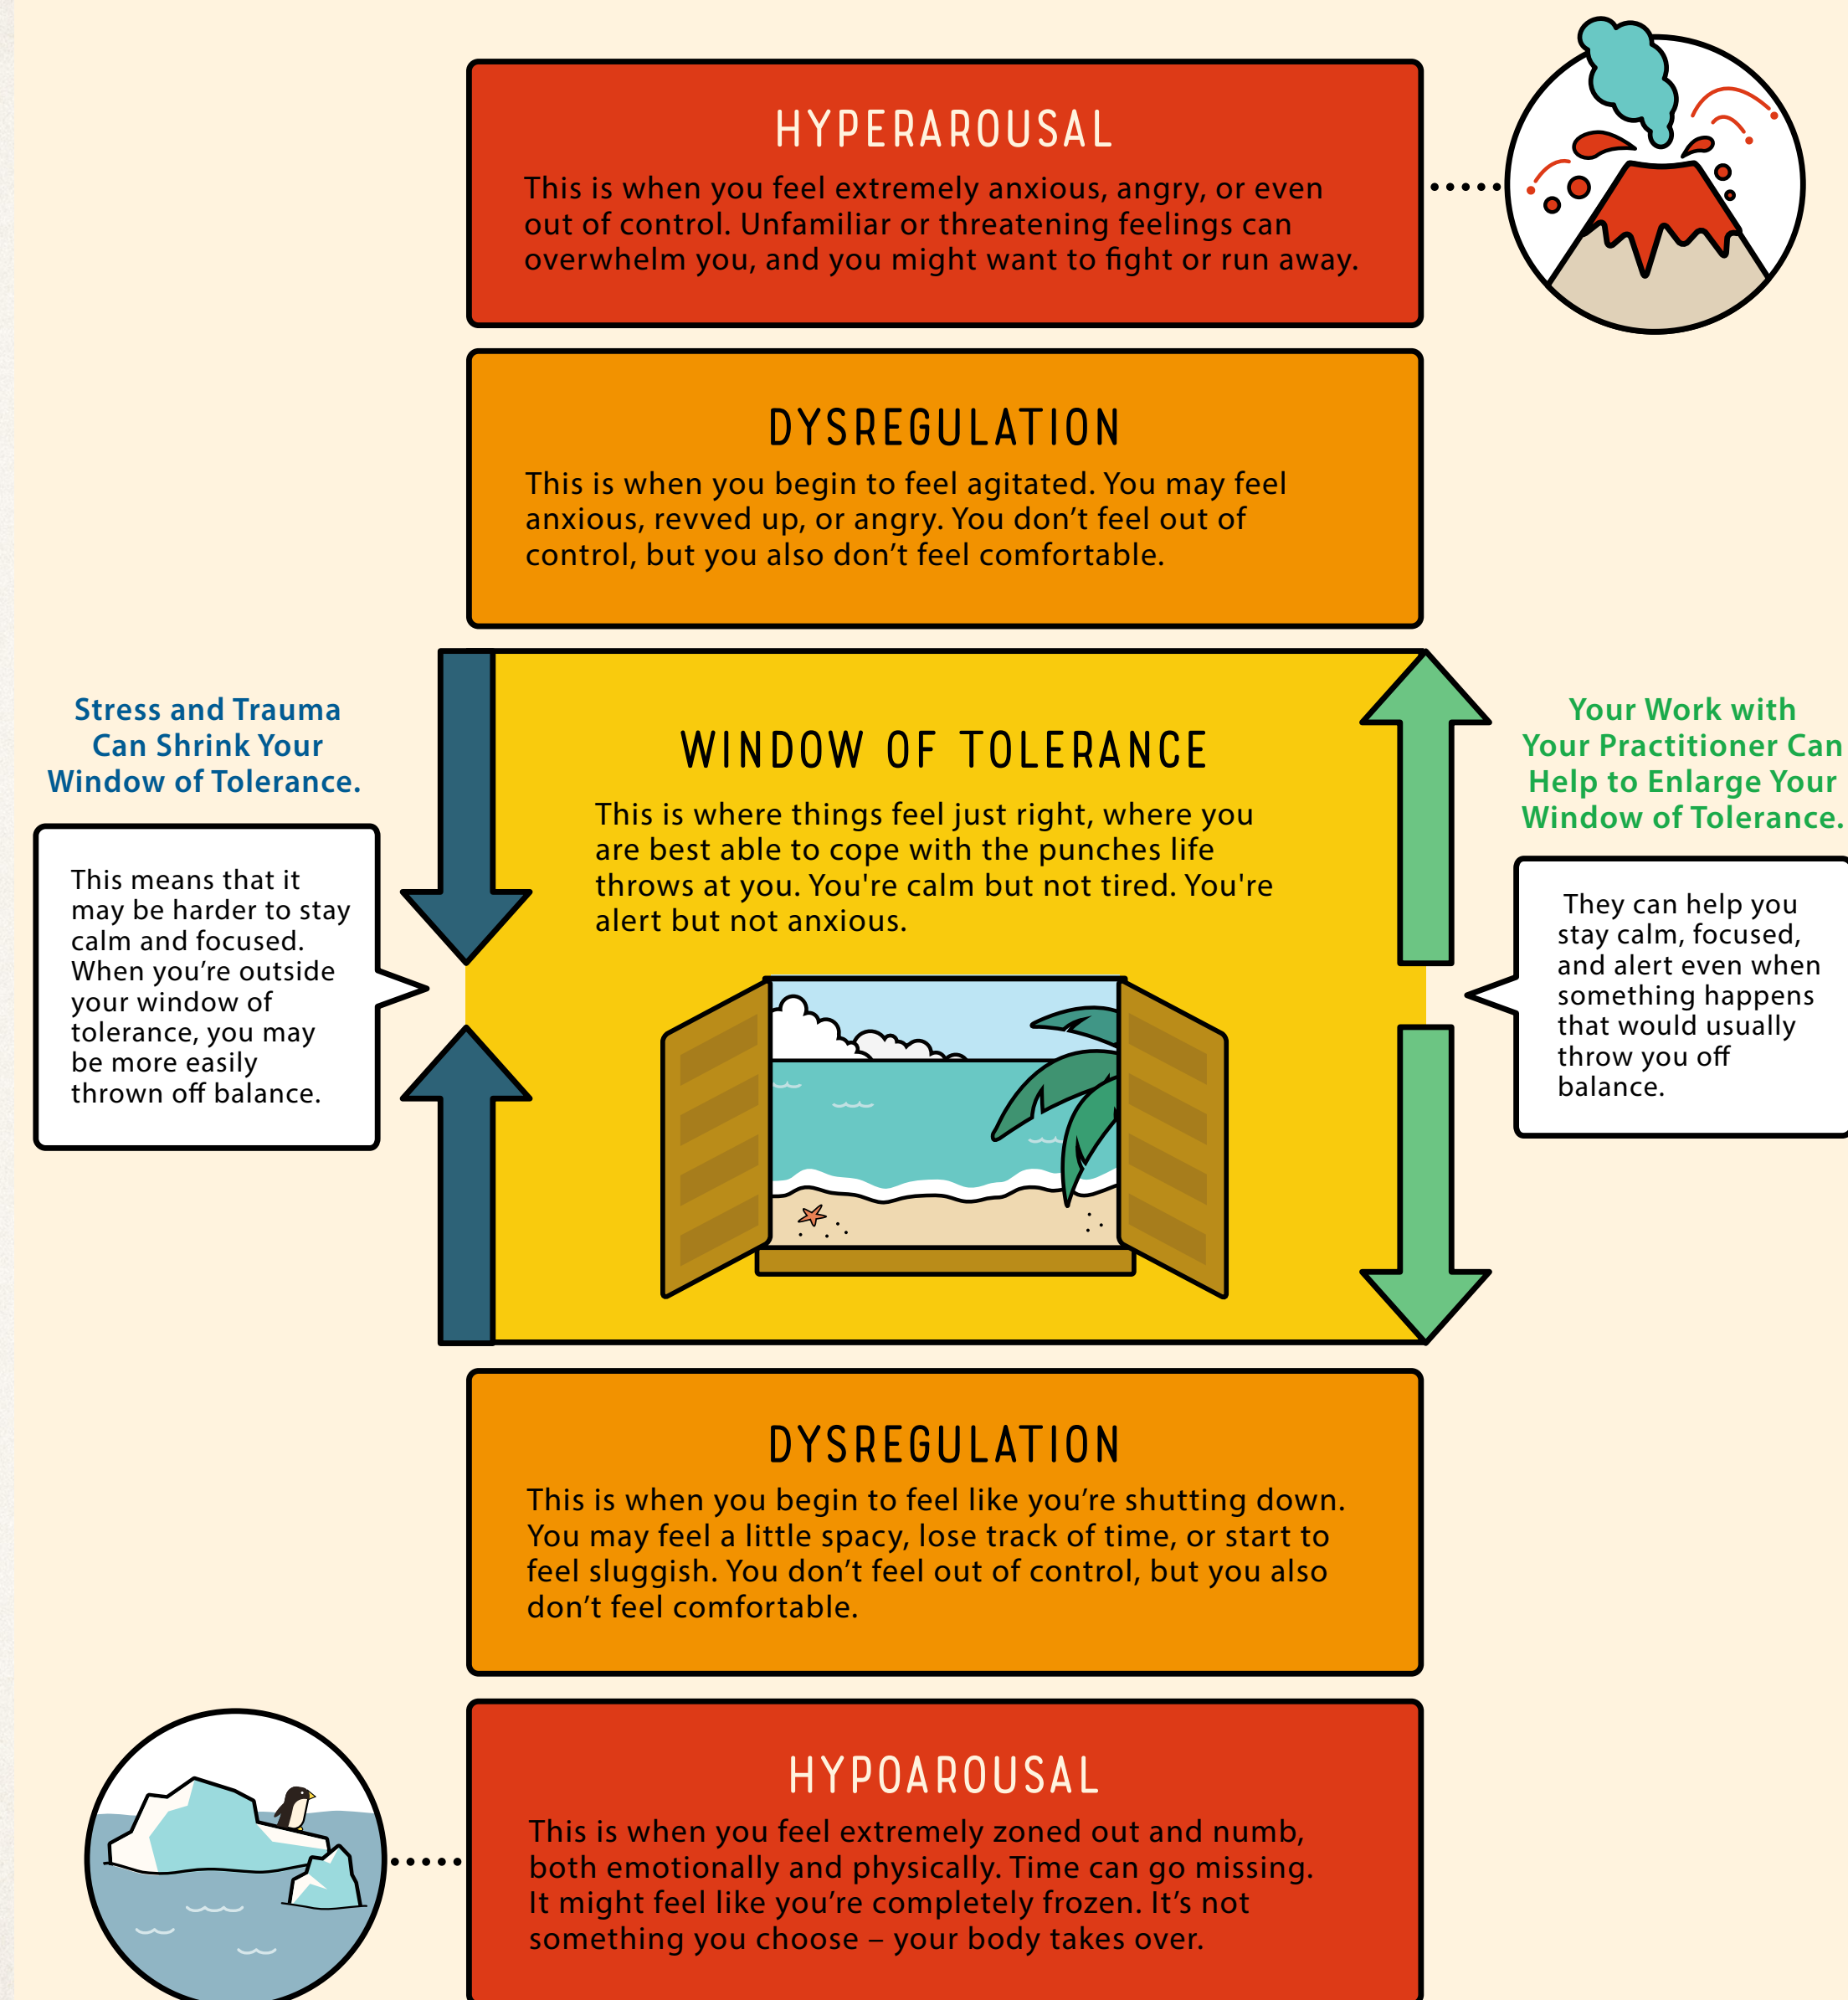 HYPERAROUSAL
This is when you feel extremely anxious, angry, or even
out of control. Unfamiliar or threatening feelings can
overwhelm you, and you might want to fight or run away.
DYSREGULATION
This is when you begin to feel agitated. You may feel
anxious, revved up, or angry. You don’t feel out of
control, but you also don’t feel comfortable.
Stress and Trauma
Can Shrink Your
Window of Tolerance.
This means that it
may be harder to stay
calm and focused.
When you’re outside
your window of
tolerance, you may
be more easily
thrown off balance.
WINDOW OF TOLERANCE
This is where things feel just right, where you
are best able to cope with the punches life
throws at you. You're calm but not tired. You're
alert but not anxious.
Your Work with
Your Practitioner Can
Help to Enlarge Your
Window of Tolerance.
They can help you
stay calm, focused,
and alert even when
something happens
that would usually
throw you off
balance.
DYSREGULATION
This is when you begin to feel like you’re shutting down.
You may feel a little spacy, lose track of time, or start to
feel sluggish. You don’t feel out of control, but you also
don’t feel comfortable.
HYPOAROUSAL
This is when you feel extremely zoned out and numb,
both emotionally and physically. Time can go missing.
It might feel like you’re completely frozen. It’s not
something you choose – your body takes over.